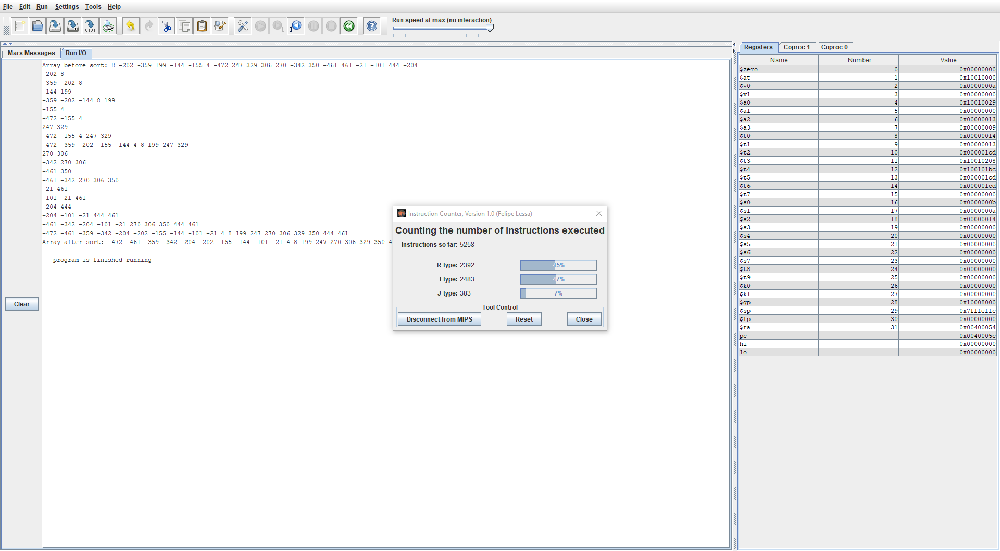 File Edit Run Settings Tools Help
Run speed at max (no interaction)
Mars Messages Run I/O
Array before sort: 8 -202 -359 199 -144 -155 4 -472 247 329 306 270 -342 350 -461 461 -21 -101 444 -204
-202 8
-359 -202 8
-144 199
-359 -202 -144 8 199
-155 4
-472 -155 4
247 329
-472 -155 4 247 329
-472 -359 -202 -155 -144 4 8 199 247 329
270 306
-342 270 306
-461 350
-461 -342 270 306 350
-21 461
-101 -21 461
-204 444
-204 -101 -21 444 461
-461 -342 -204 -101 -21 270 306 350 444 461
-472 -461 -359 -342 -204 -202 -155 -144 -101 -21 4 8 199 247 270 306 329 350 444 461
Array after sort: -472 -461 -359 -342 -204 -202 -155 -144 -101 -21 4 8 199 247 270 306 329 350
-- program is finished running --
Clear
Instruction Counter, Version 1.0 (Felipe Lessa)
Counting the number of instructions executed
Instructions so far: 5258
R-type: 2392 45%
I-type: 2483 47%
J-type: 383 7%
Tool Control
Disconnect from MIPS Reset Close
Registers Coproc 1 Coproc 0
Name Number Value
$zero 0 0x00000000
$at 1 0x10010000
$v0 2 0x0000000a
$v1 3 0x00000000
$a0 4 0x10010029
$a1 5 0x00000000
$a2 6 0x00000013
$a3 7 0x00000009
$t0 8 0x00000014
$t1 9 0x00000013
$t2 10 0x000001cd
$t3 11 0x10010208
$t4 12 0x100101bc
$t5 13 0x000001cd
$t6 14 0x000001cd
$t7 15 0x00000000
$s0 16 0x0000000b
$s1 17 0x0000000a
$s2 18 0x00000014
$s3 19 0x00000000
$s4 20 0x00000000
$s5 21 0x00000000
$s6 22 0x00000000
$s7 23 0x00000000
$t8 24 0x00000000
$t9 25 0x00000000
$k0 26 0x00000000
$k1 27 0x00000000
$gp 28 0x10008000
$sp 29 0x7fffeffc
$fp 30 0x00000000
$ra 31 0x00400054
pc 0x0040005c
hi 0x00000000
lo 0x00000000